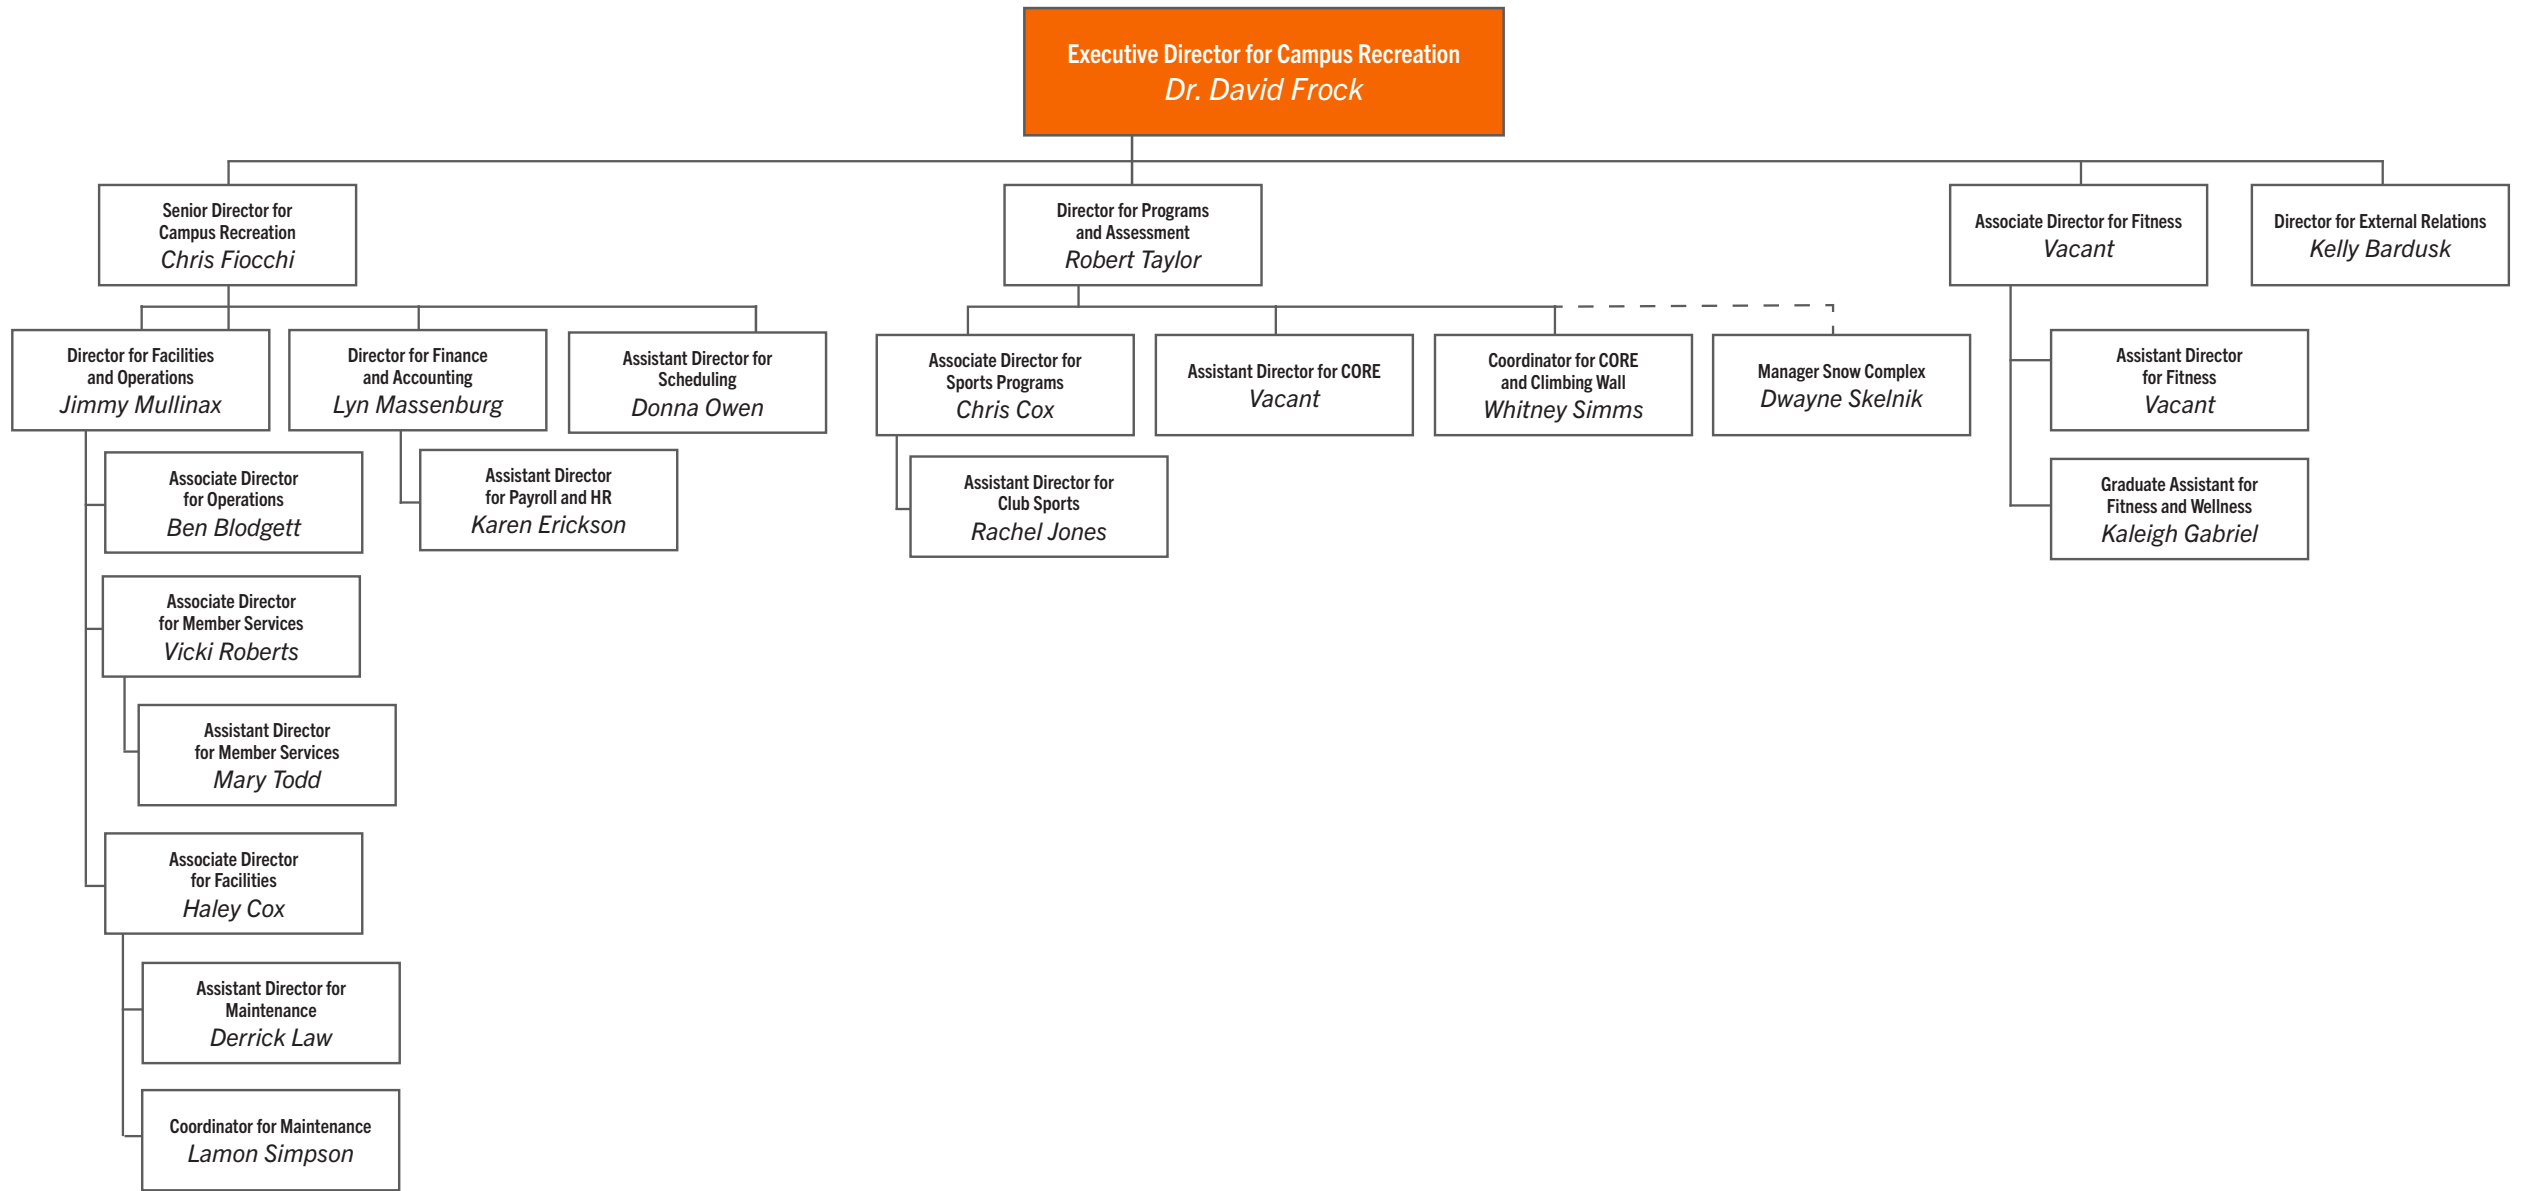 Executive Director for Campus Recreation
Dr. David Frock
Senior Director for
Campus Recreation
Chris Fiocchi
Director for Programs
and Assessment
Robert Taylor
Associate Director for Fitness
Vacant
Director for External Relations
Kelly Bardusk
Director for Facilities
and Operations
Jimmy Mullinax
Director for Finance
and Accounting
Lyn Massenburg
Assistant Director for
Scheduling
Donna Owen
Associate Director for
Sports Programs
Chris Cox
Assistant Director for CORE
Vacant
Coordinator for CORE
and Climbing Wall
Whitney Simms
Manager Snow Complex
Dwayne Skelnik
Assistant Director
for Fitness
Vacant
Associate Director
for Operations
Ben Blodgett
Assistant Director
for Payroll and HR
Karen Erickson
Assistant Director for
Club Sports
Rachel Jones
Graduate Assistant for
Fitness and Wellness
Kaleigh Gabriel
Associate Director
for Member Services
Vicki Roberts
Assistant Director
for Member Services
Mary Todd
Associate Director
for Facilities
Haley Cox
Assistant Director for
Maintenance
Derrick Law
Coordinator for Maintenance
Lamon Simpson